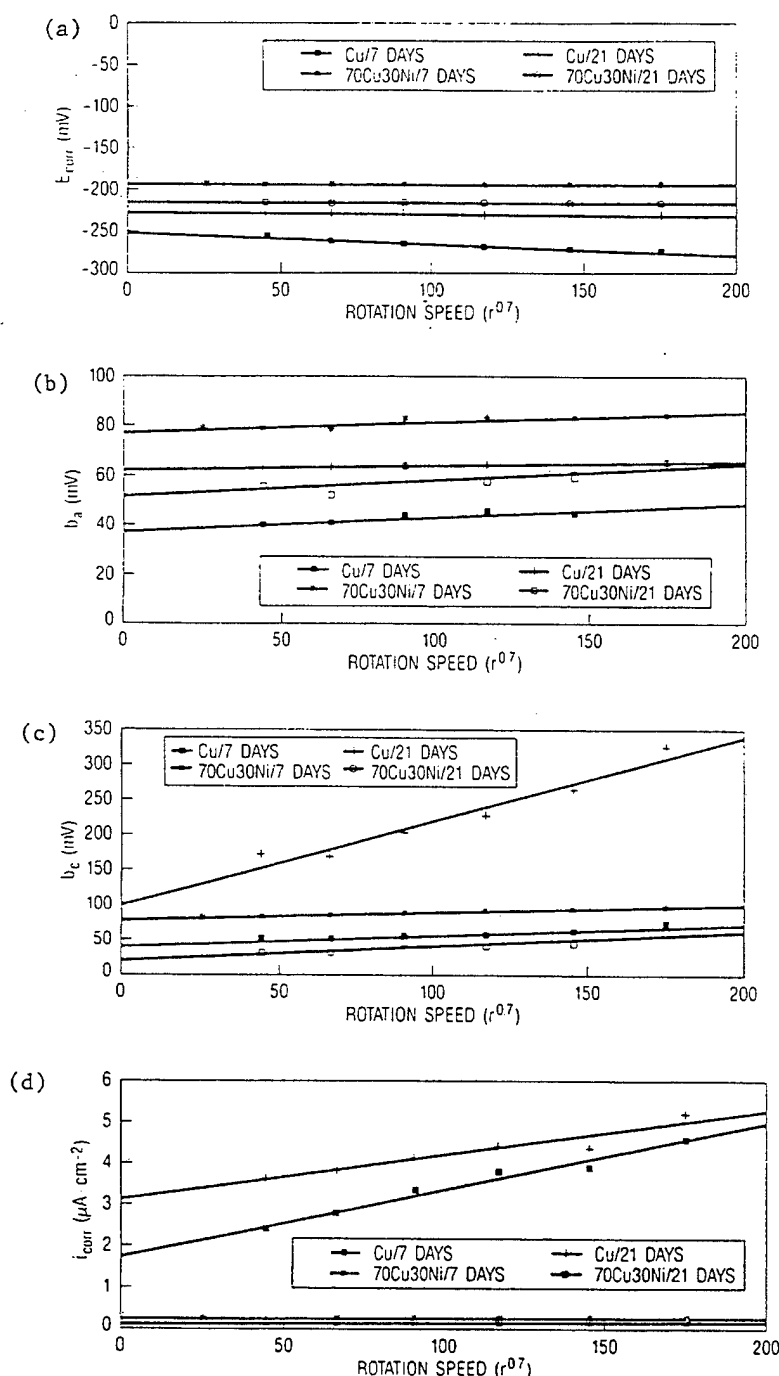 (a)
0
-50
-100
-150
-200
-250
-300
E_corr (mV)
Cu/7 DAYS
Cu/21 DAYS
70Cu30Ni/7 DAYS
70Cu30Ni/21 DAYS
0
50
100
150
200
ROTATION SPEED (r^0.7)
(b)
100
80
60
40
20
0
b_a (mV)
Cu/7 DAYS
Cu/21 DAYS
70Cu30Ni/7 DAYS
70Cu30Ni/21 DAYS
0
50
100
150
200
ROTATION SPEED (r^0.7)
(c)
350
300
250
200
150
100
50
0
b_c (mV)
Cu/7 DAYS
Cu/21 DAYS
70Cu30Ni/7 DAYS
70Cu30Ni/21 DAYS
0
50
100
150
200
ROTATION SPEED (r^0.7)
(d)
6
5
4
3
2
1
0
i_corr (μA · cm^-2)
Cu/7 DAYS
Cu/21 DAYS
70Cu30Ni/7 DAYS
70Cu30Ni/21 DAYS
0
50
100
150
200
ROTATION SPEED (r^0.7)